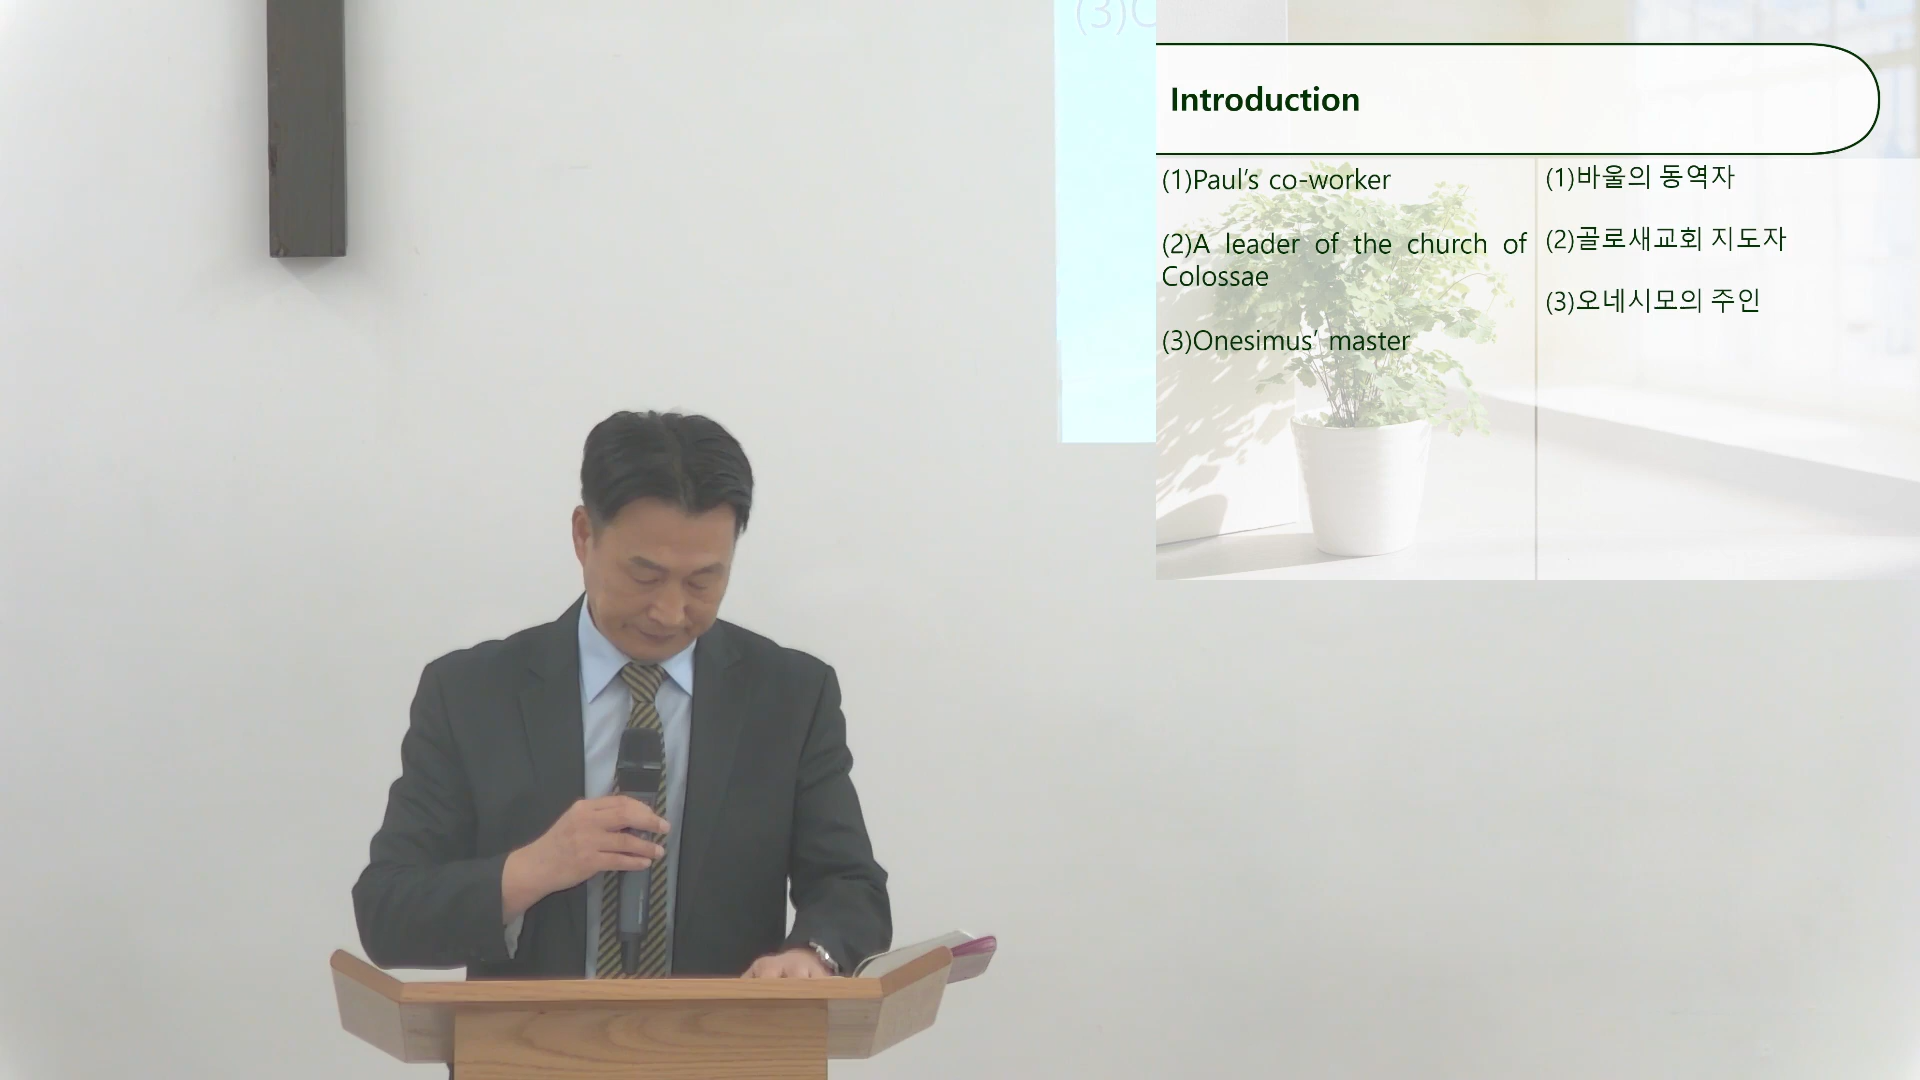 (3)C
Introduction
(1)Paul's co-worker
(2)A leader of the church of
Colossae
(3)Onesimus' master
(1)바울의 동역자
(2)골로새교회 지도자
(3)오네시모의 주인